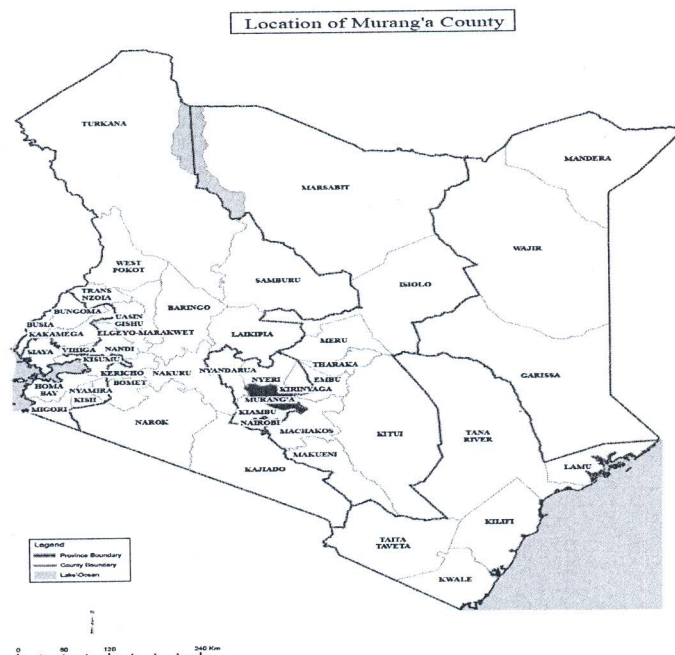 Location of Murang'a County
TURKANA
MANDERA
MARSABIT
WAJIR
WEST
POKOT
SAMBURU
ISIOLO
TRANS
NZOIA
BUNGOMA
UASIN
GISHU
BARINGO
BUSIA
KAKAMEGA
ELGEYO-MARAKWET
LAIKIPIA
MERU
SIAYA
VIHIGA
NANDI
KISUMU
THARAKA
KERICHO
NAKURU
NYANDARUA
NYERI
EMBU
GARISSA
HOMA
BAY
NYAMIRA
BOMET
KIRINYAGA
KISII
MURANG'A
MIGORI
KIAMBU
NAROK
NAIROBI
MACHAKOS
KITUI
TANA
RIVER
MAKUENI
KAJIADO
LAMU
KILIFI
TAITA
TAVETA
KWALE
Legend
Province Boundary
County Boundary
Lake/Ocean
N
0 60 120 240 Km